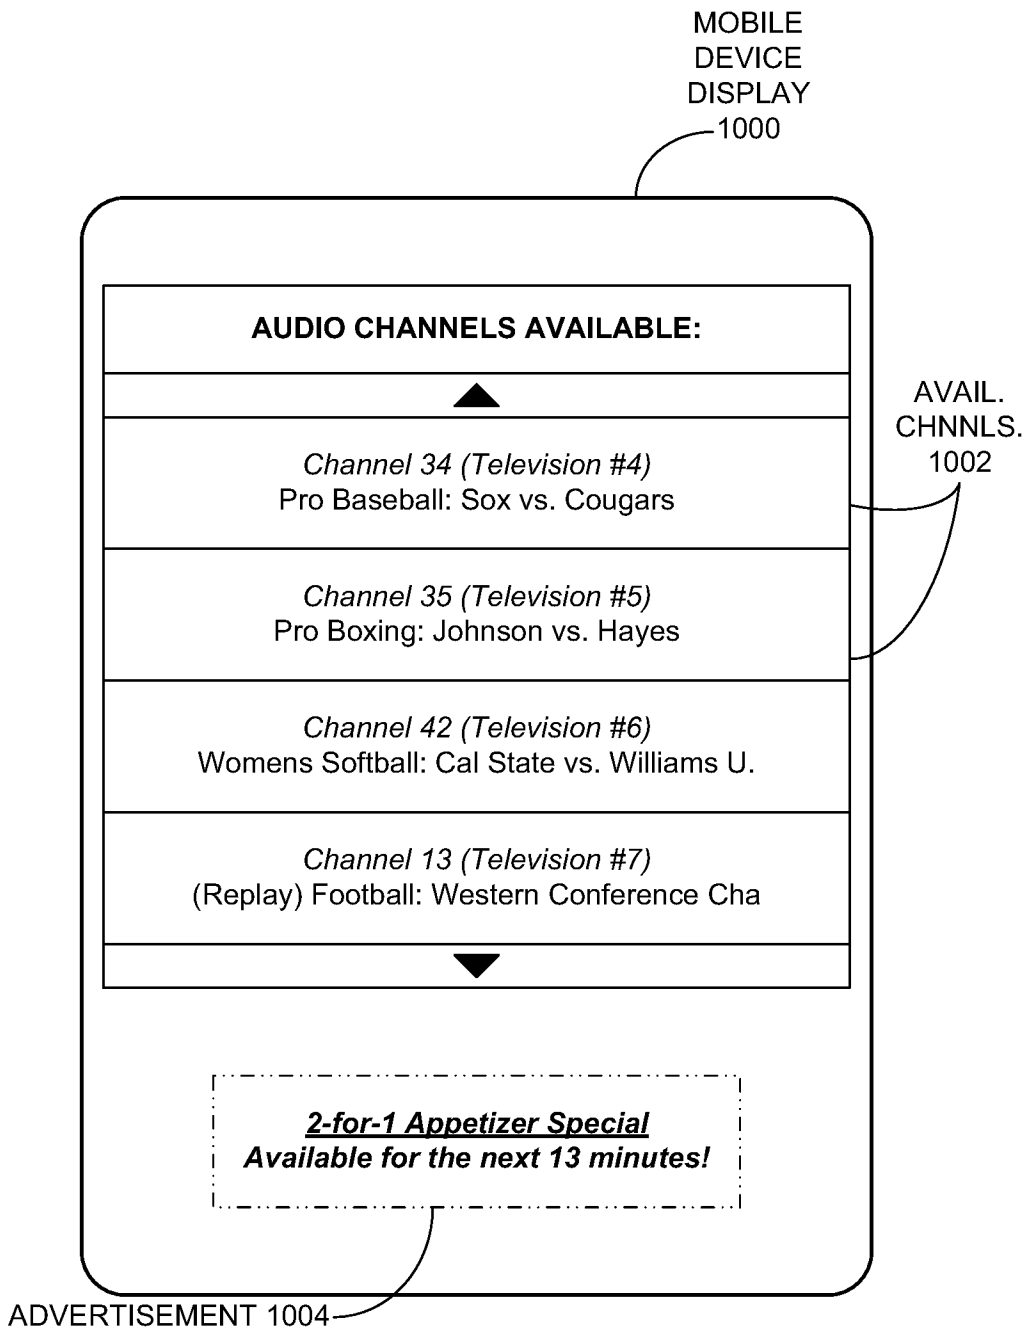 MOBILE
DEVICE
DISPLAY
1000
AUDIO CHANNELS AVAILABLE:
AVAIL.
CHNNLS.
1002
Channel 34 (Television #4)
Pro Baseball: Sox vs. Cougars
Channel 35 (Television #5)
Pro Boxing: Johnson vs. Hayes
Channel 42 (Television #6)
Womens Softball: Cal State vs. Williams U.
Channel 13 (Television #7)
(Replay) Football: Western Conference Cha
2-for-1 Appetizer Special
Available for the next 13 minutes!
ADVERTISEMENT 1004